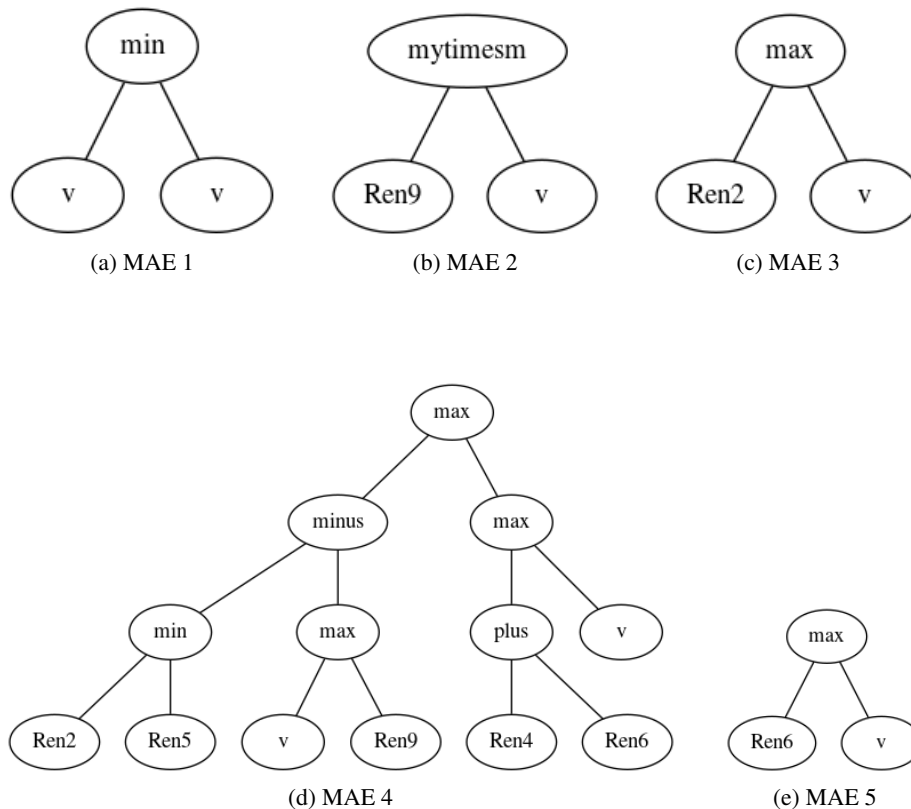 min mytimesm max
v v Ren9 v Ren2 v
(a) MAE 1 (b) MAE 2 (c) MAE 3
max
minus max
min max plus v max
Ren2 Ren5 v Ren9 Ren4 Ren6 Ren6 v
(d) MAE 4 (e) MAE 5